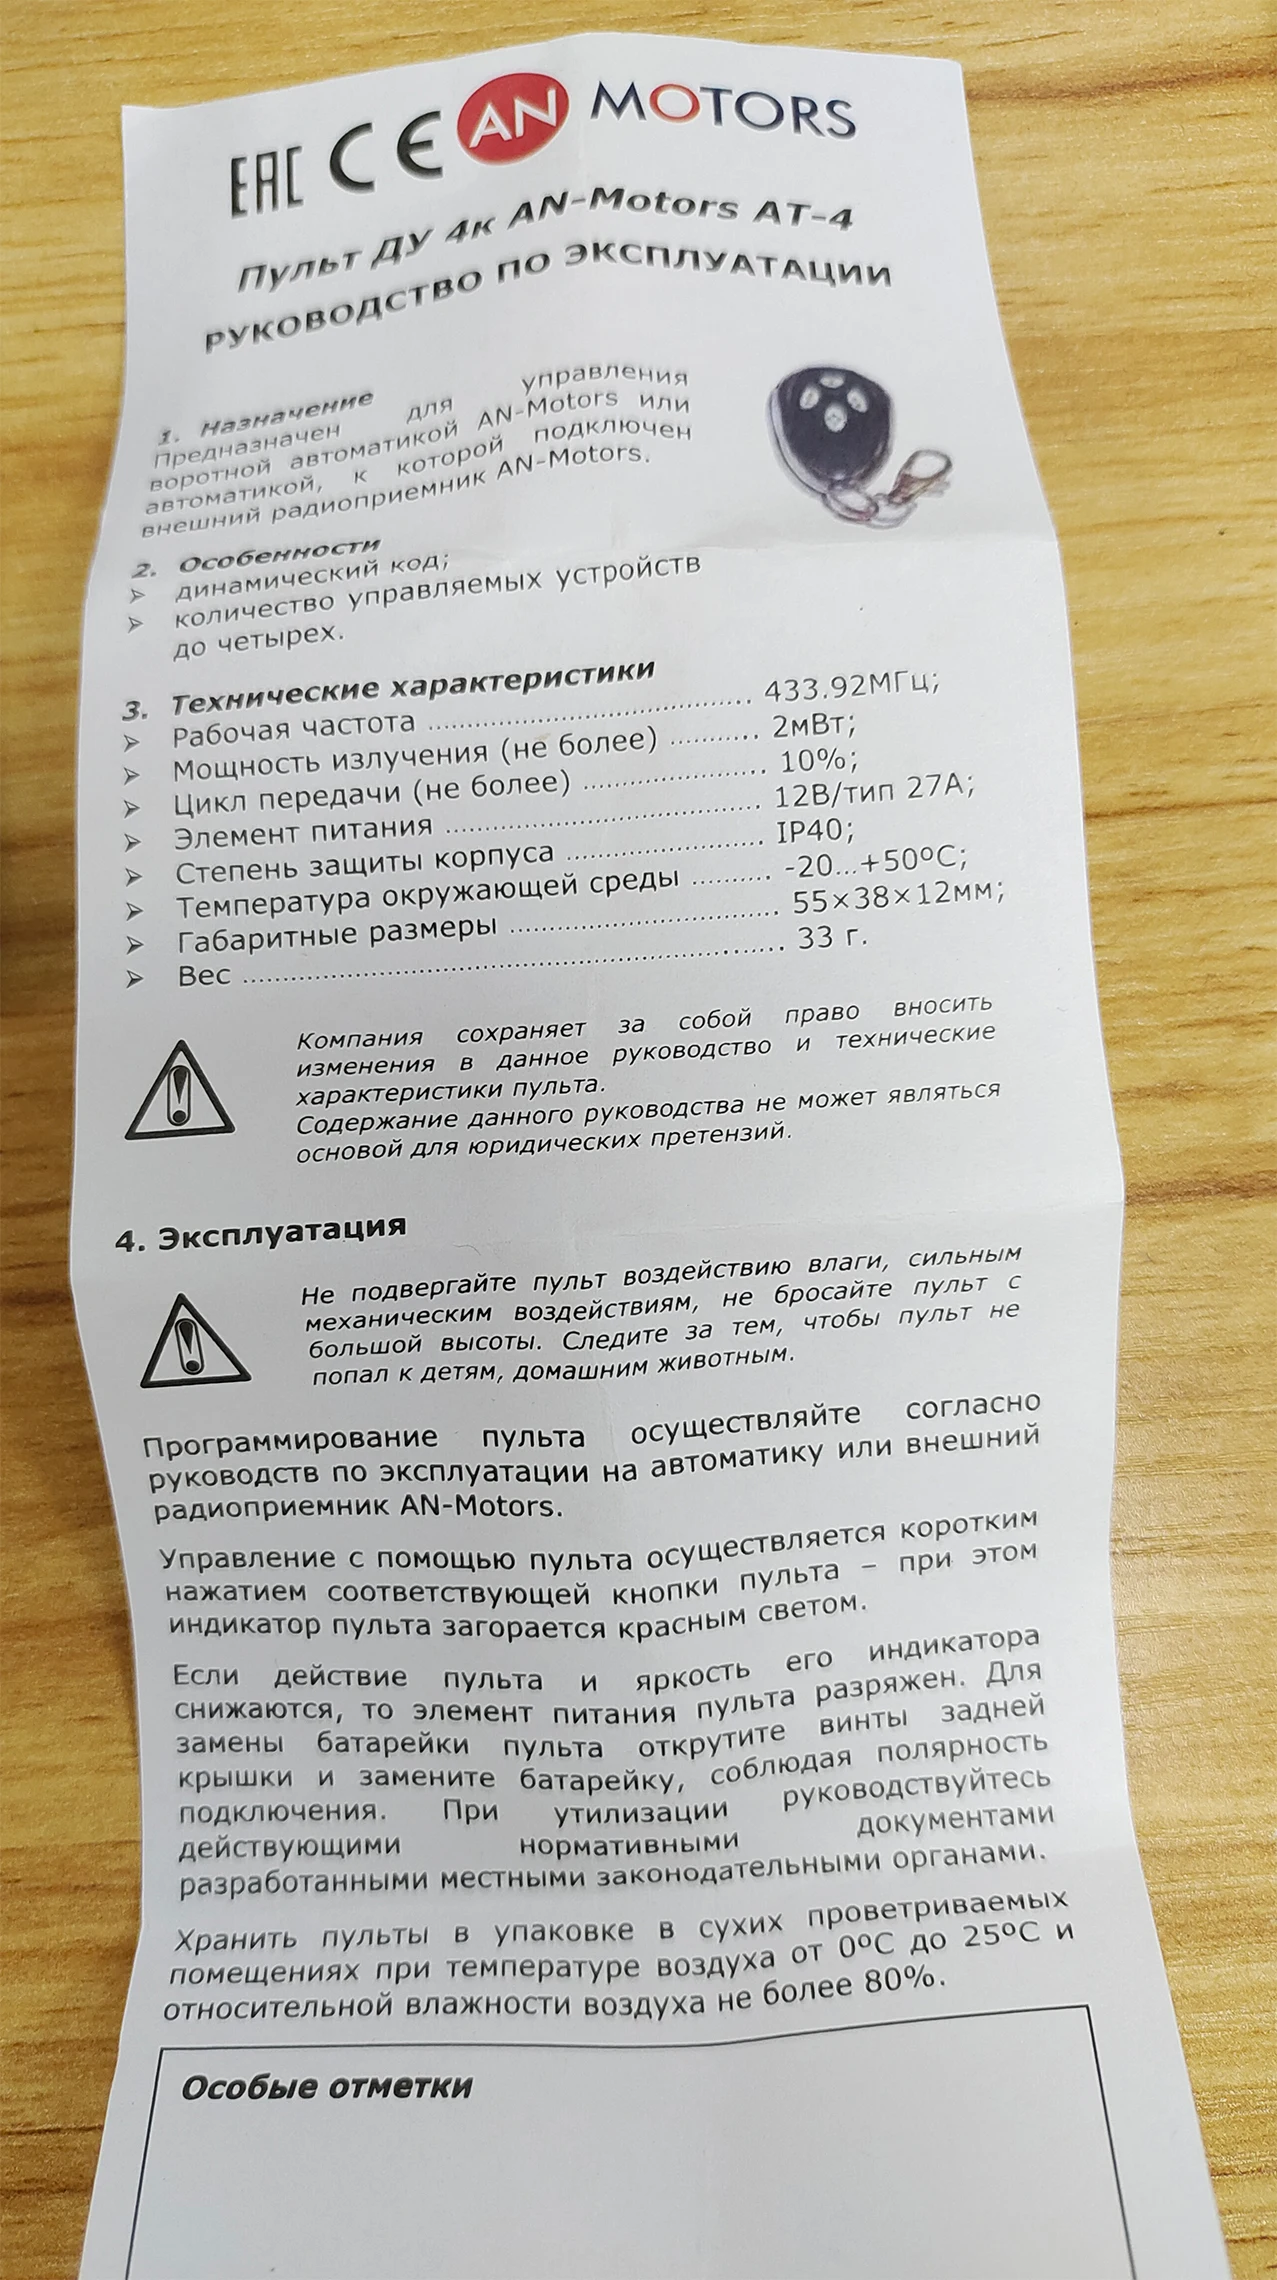 EAC CE AN MOTORS
Пульт ДУ 4к AN-Motors AT-4
РУКОВОДСТВО ПО ЭКСПЛУАТАЦИИ
1. Назначение
Предназначен для управления
воротной автоматикой AN-Motors или
автоматикой, к которой подключен
внешний радиоприемник AN-Motors.
2. Особенности
➢ динамический код;
➢ количество управляемых устройств
до четырех.
3. Технические характеристики
➢ Рабочая частота ........................................ 433.92МГц;
➢ Мощность излучения (не более) ........... 2мВт;
➢ Цикл передачи (не более) ...................... 10%;
➢ Элемент питания ...................................... 12В/тип 27А;
➢ Степень защиты корпуса ........................ IP40;
➢ Температура окружающей среды .......... -20...+50ºС;
➢ Габаритные размеры ................................ 55×38×12мм;
➢ Вес ................................................................ 33 г.
Компания сохраняет за собой право вносить
изменения в данное руководство и технические
характеристики пульта.
Содержание данного руководства не может являться
основой для юридических претензий.
4. Эксплуатация
Не подвергайте пульт воздействию влаги, сильным
механическим воздействиям, не бросайте пульт с
большой высоты. Следите за тем, чтобы пульт не
попал к детям, домашним животным.
Программирование пульта осуществляйте согласно
руководств по эксплуатации на автоматику или внешний
радиоприемник AN-Motors.
Управление с помощью пульта осуществляется коротким
нажатием соответствующей кнопки пульта – при этом
индикатор пульта загорается красным светом.
Если действие пульта и яркость его индикатора
снижаются, то элемент питания пульта разряжен. Для
замены батарейки пульта открутите винты задней
крышки и замените батарейку, соблюдая полярность
подключения. При утилизации руководствуйтесь
действующими нормативными документами
разработанными местными законодательными органами.
Хранить пульты в упаковке в сухих проветриваемых
помещениях при температуре воздуха от 0ºС до 25ºС и
относительной влажности воздуха не более 80%.
Особые отметки